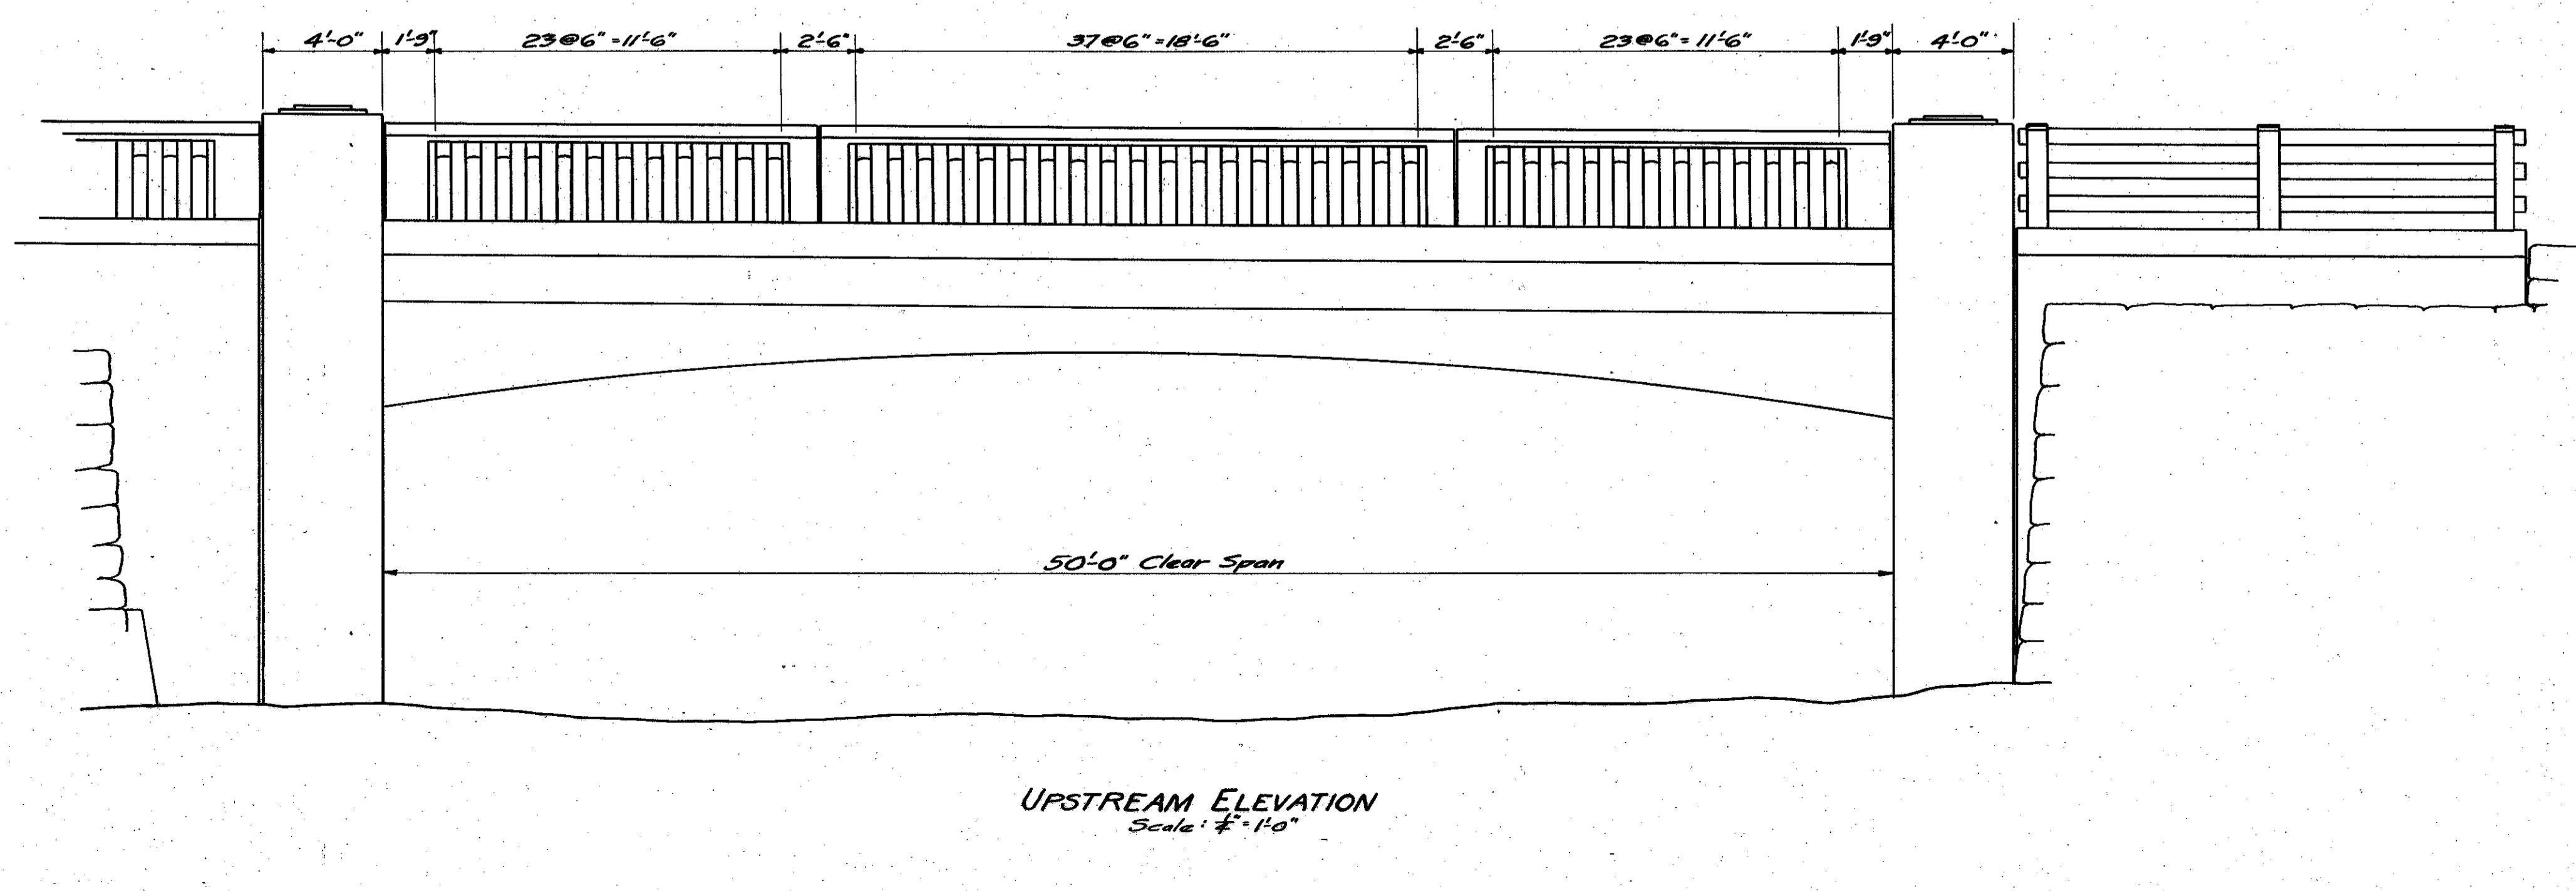 4'-0" 1'-9" 23@6"=11'-6" 2'-6" 37@6"=18'-6" 2'-6" 23@6"=11'-6" 1'-9" 4'-0"
50'-0" Clear Span
UPSTREAM ELEVATION
Scale: ¼"=1'-0"